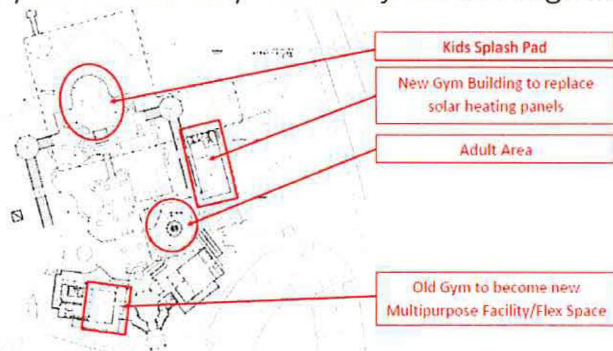 Kids Splash Pad
New Gym Building to replace
solar heating panels
Adult Area
Old Gym to become new
Multipurpose Facility/Flex Space